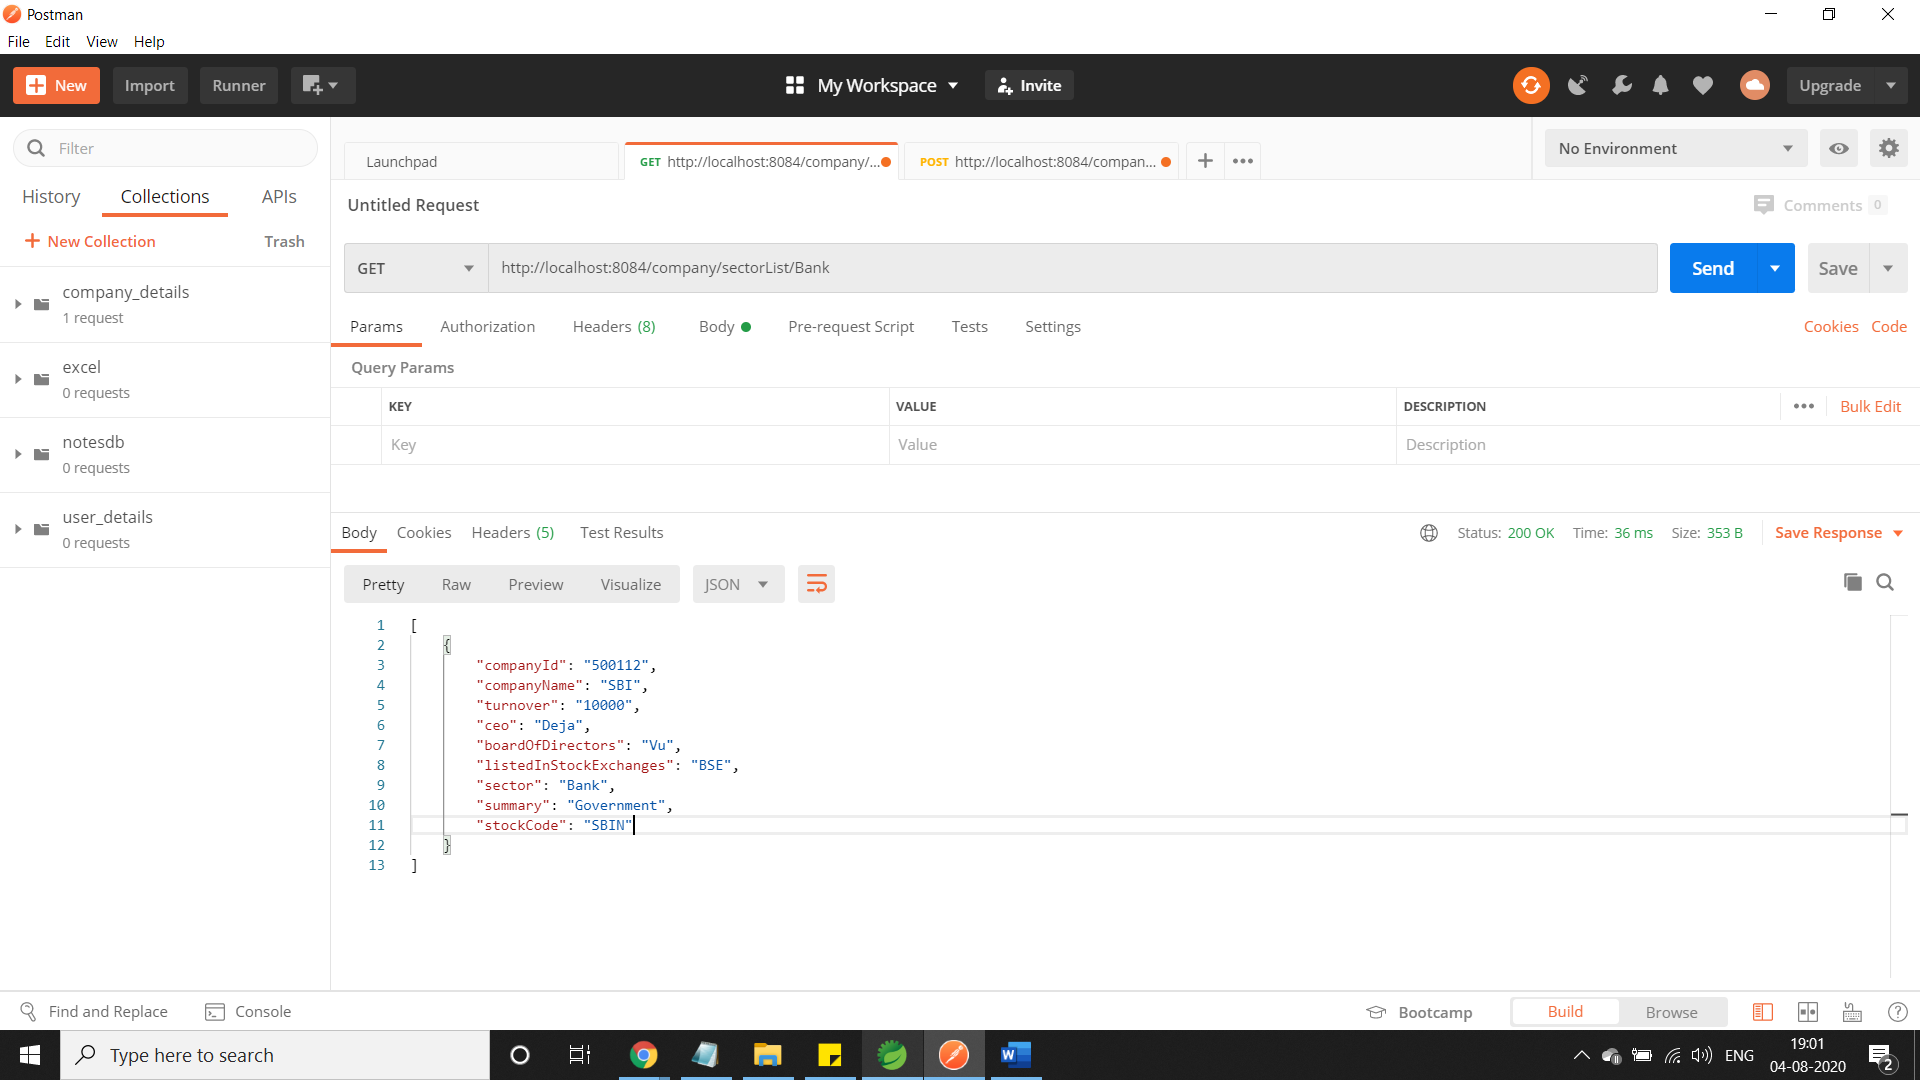 Postman
File Edit View Help
New Import Runner My Workspace Invite Upgrade
Filter
Launchpad GET http://localhost:8084/company/... POST http://localhost:8084/compan... No Environment
History Collections APIs
Untitled Request Comments 0
New Collection Trash
GET http://localhost:8084/company/sectorList/Bank Send Save
company_details
1 request
Params Authorization Headers (8) Body Pre-request Script Tests Settings Cookies Code
excel
0 requests
Query Params
KEY VALUE DESCRIPTION Bulk Edit
Key Value Description
notesdb
0 requests
user_details
0 requests
Body Cookies Headers (5) Test Results Status: 200 OK Time: 36 ms Size: 353 B Save Response
Pretty Raw Preview Visualize JSON
1 [
2 {
3 "companyId": "500112",
4 "companyName": "SBI",
5 "turnover": "10000",
6 "ceo": "Deja",
7 "boardOfDirectors": "Vu",
8 "listedInStockExchanges": "BSE",
9 "sector": "Bank",
10 "summary": "Government",
11 "stockCode": "SBIN"
12 }
13 ]
Find and Replace Console Bootcamp Build Browse
Type here to search ENG 19:01
04-08-2020 2